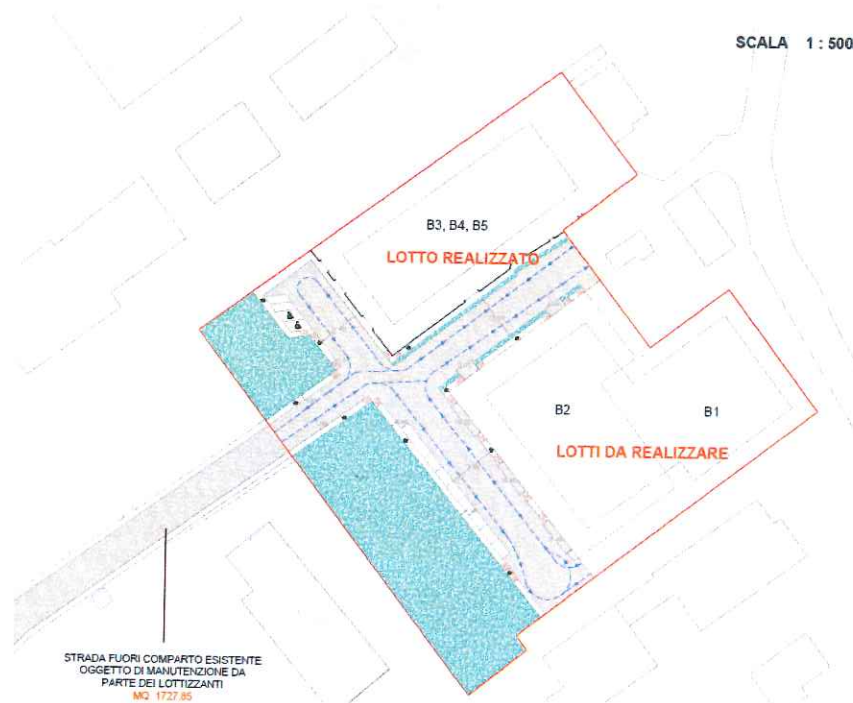 SCALA 1 : 500
B3, B4, B5
LOTTO REALIZZATO
B2
B1
LOTTI DA REALIZZARE
STRADA FUORI COMPARTO ESISTENTE
OGGETTO DI MANUTENZIONE DA
PARTE DEI LOTTIZZANTI
MQ 1727.85